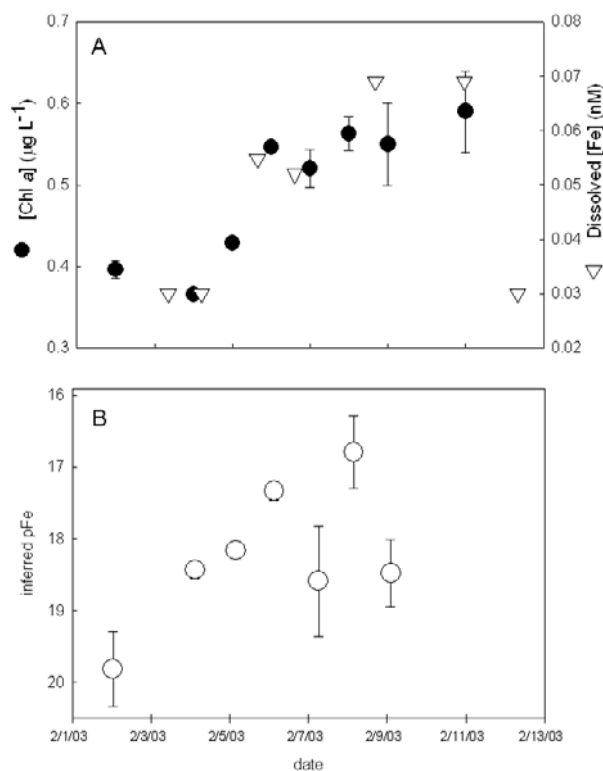 A
[Chl a] (µg L⁻¹)
0.7
0.6
0.5
0.4
0.3
0.08
0.07
0.06
0.05
0.04
0.03
0.02
Dissolved [Fe] (nM)
B
inferred pFe
16
17
18
19
20
2/1/03 2/3/03 2/5/03 2/7/03 2/9/03 2/11/03 2/13/03
date